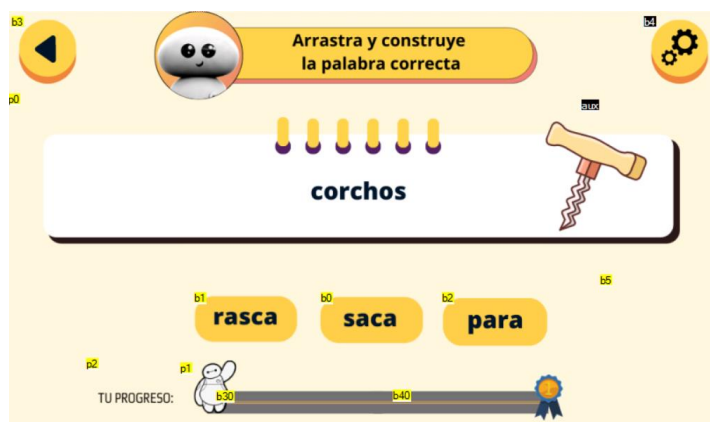 b3
b4
Arrastra y construye
la palabra correcta
p0
aux
corchos
b5
b1
b0
b2
rasca
saca
para
p2
p1
TU PROGRESO:
b30
b40